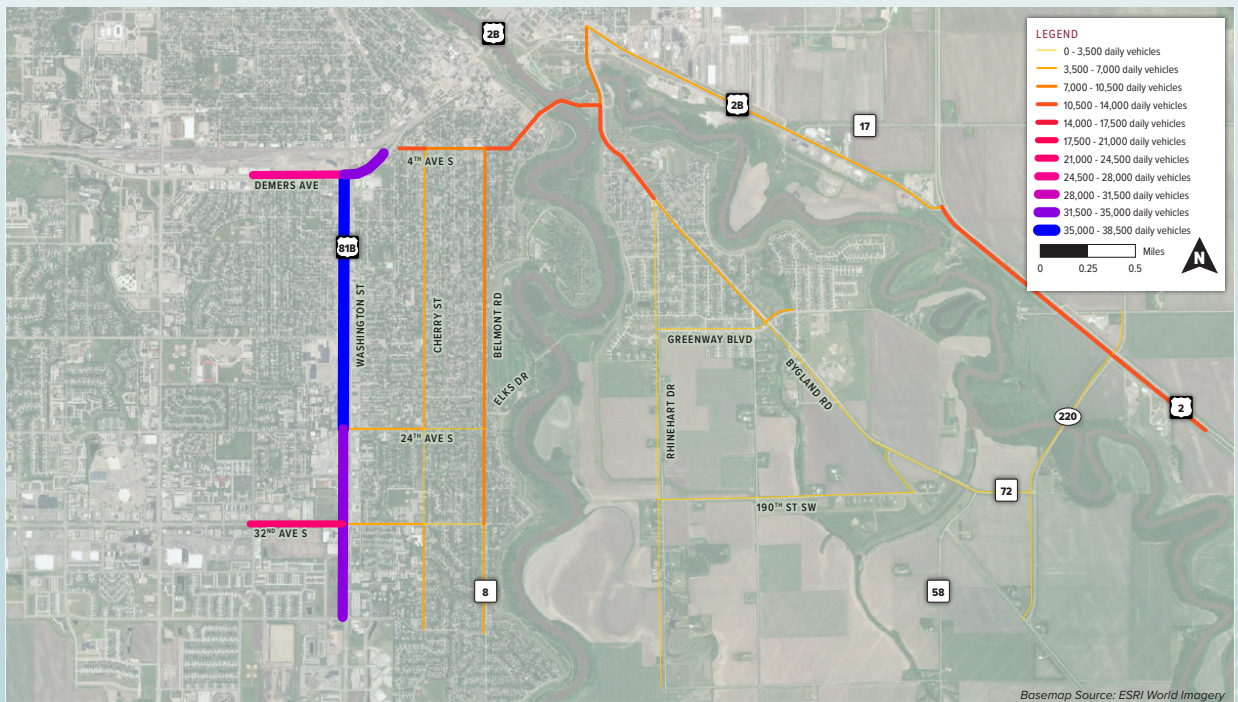 2B
LEGEND
0 - 3,500 daily vehicles
3,500 - 7,000 daily vehicles
7,000 - 10,500 daily vehicles
10,500 - 14,000 daily vehicles
14,000 - 17,500 daily vehicles
17,500 - 21,000 daily vehicles
21,000 - 24,500 daily vehicles
24,500 - 28,000 daily vehicles
28,000 - 31,500 daily vehicles
31,500 - 35,000 daily vehicles
35,000 - 38,500 daily vehicles
Miles
0 0.25 0.5
N
2B
17
4TH AVE S
DEMERS AVE
81B
WASHINGTON ST
CHERRY ST
BELMONT RD
ELKS DR
GREENWAY BLVD
BYGLAND RD
RHINEHART DR
2
220
24TH AVE S
72
190TH ST SW
32ND AVE S
8
58
Basemap Source: ESRI World Imagery